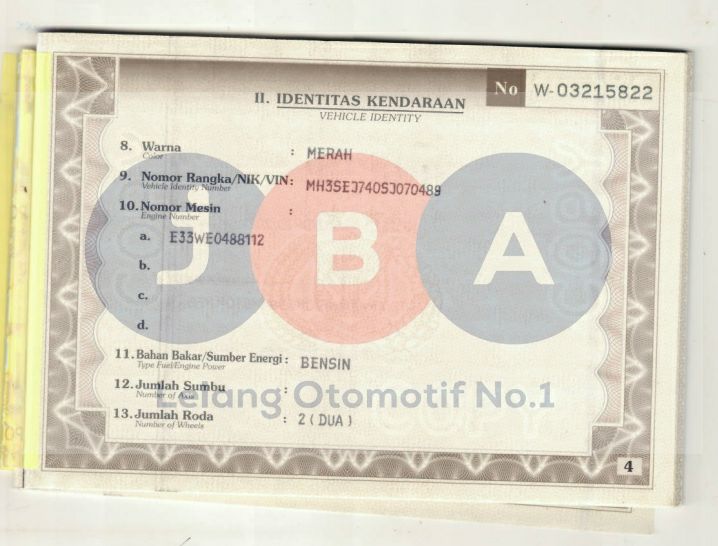 No W-03215822
II. IDENTITAS KENDARAAN
VEHICLE IDENTITY
8. Warna : MERAH
Color
9. Nomor Rangka/NIK/VIN: MH3SEJ740SJ070489
Vehicle Identity Number
10. Nomor Mesin :
Engine Number
a. E33WE0488112
b.
c.
d.
J B A
11. Bahan Bakar/Sumber Energi : BENSIN
Type Fuel/Engine Power
12. Jumlah Sumbu :
Number of Axis
Lelang Otomotif No.1
13. Jumlah Roda : 2 ( DUA )
Number of Wheels
4